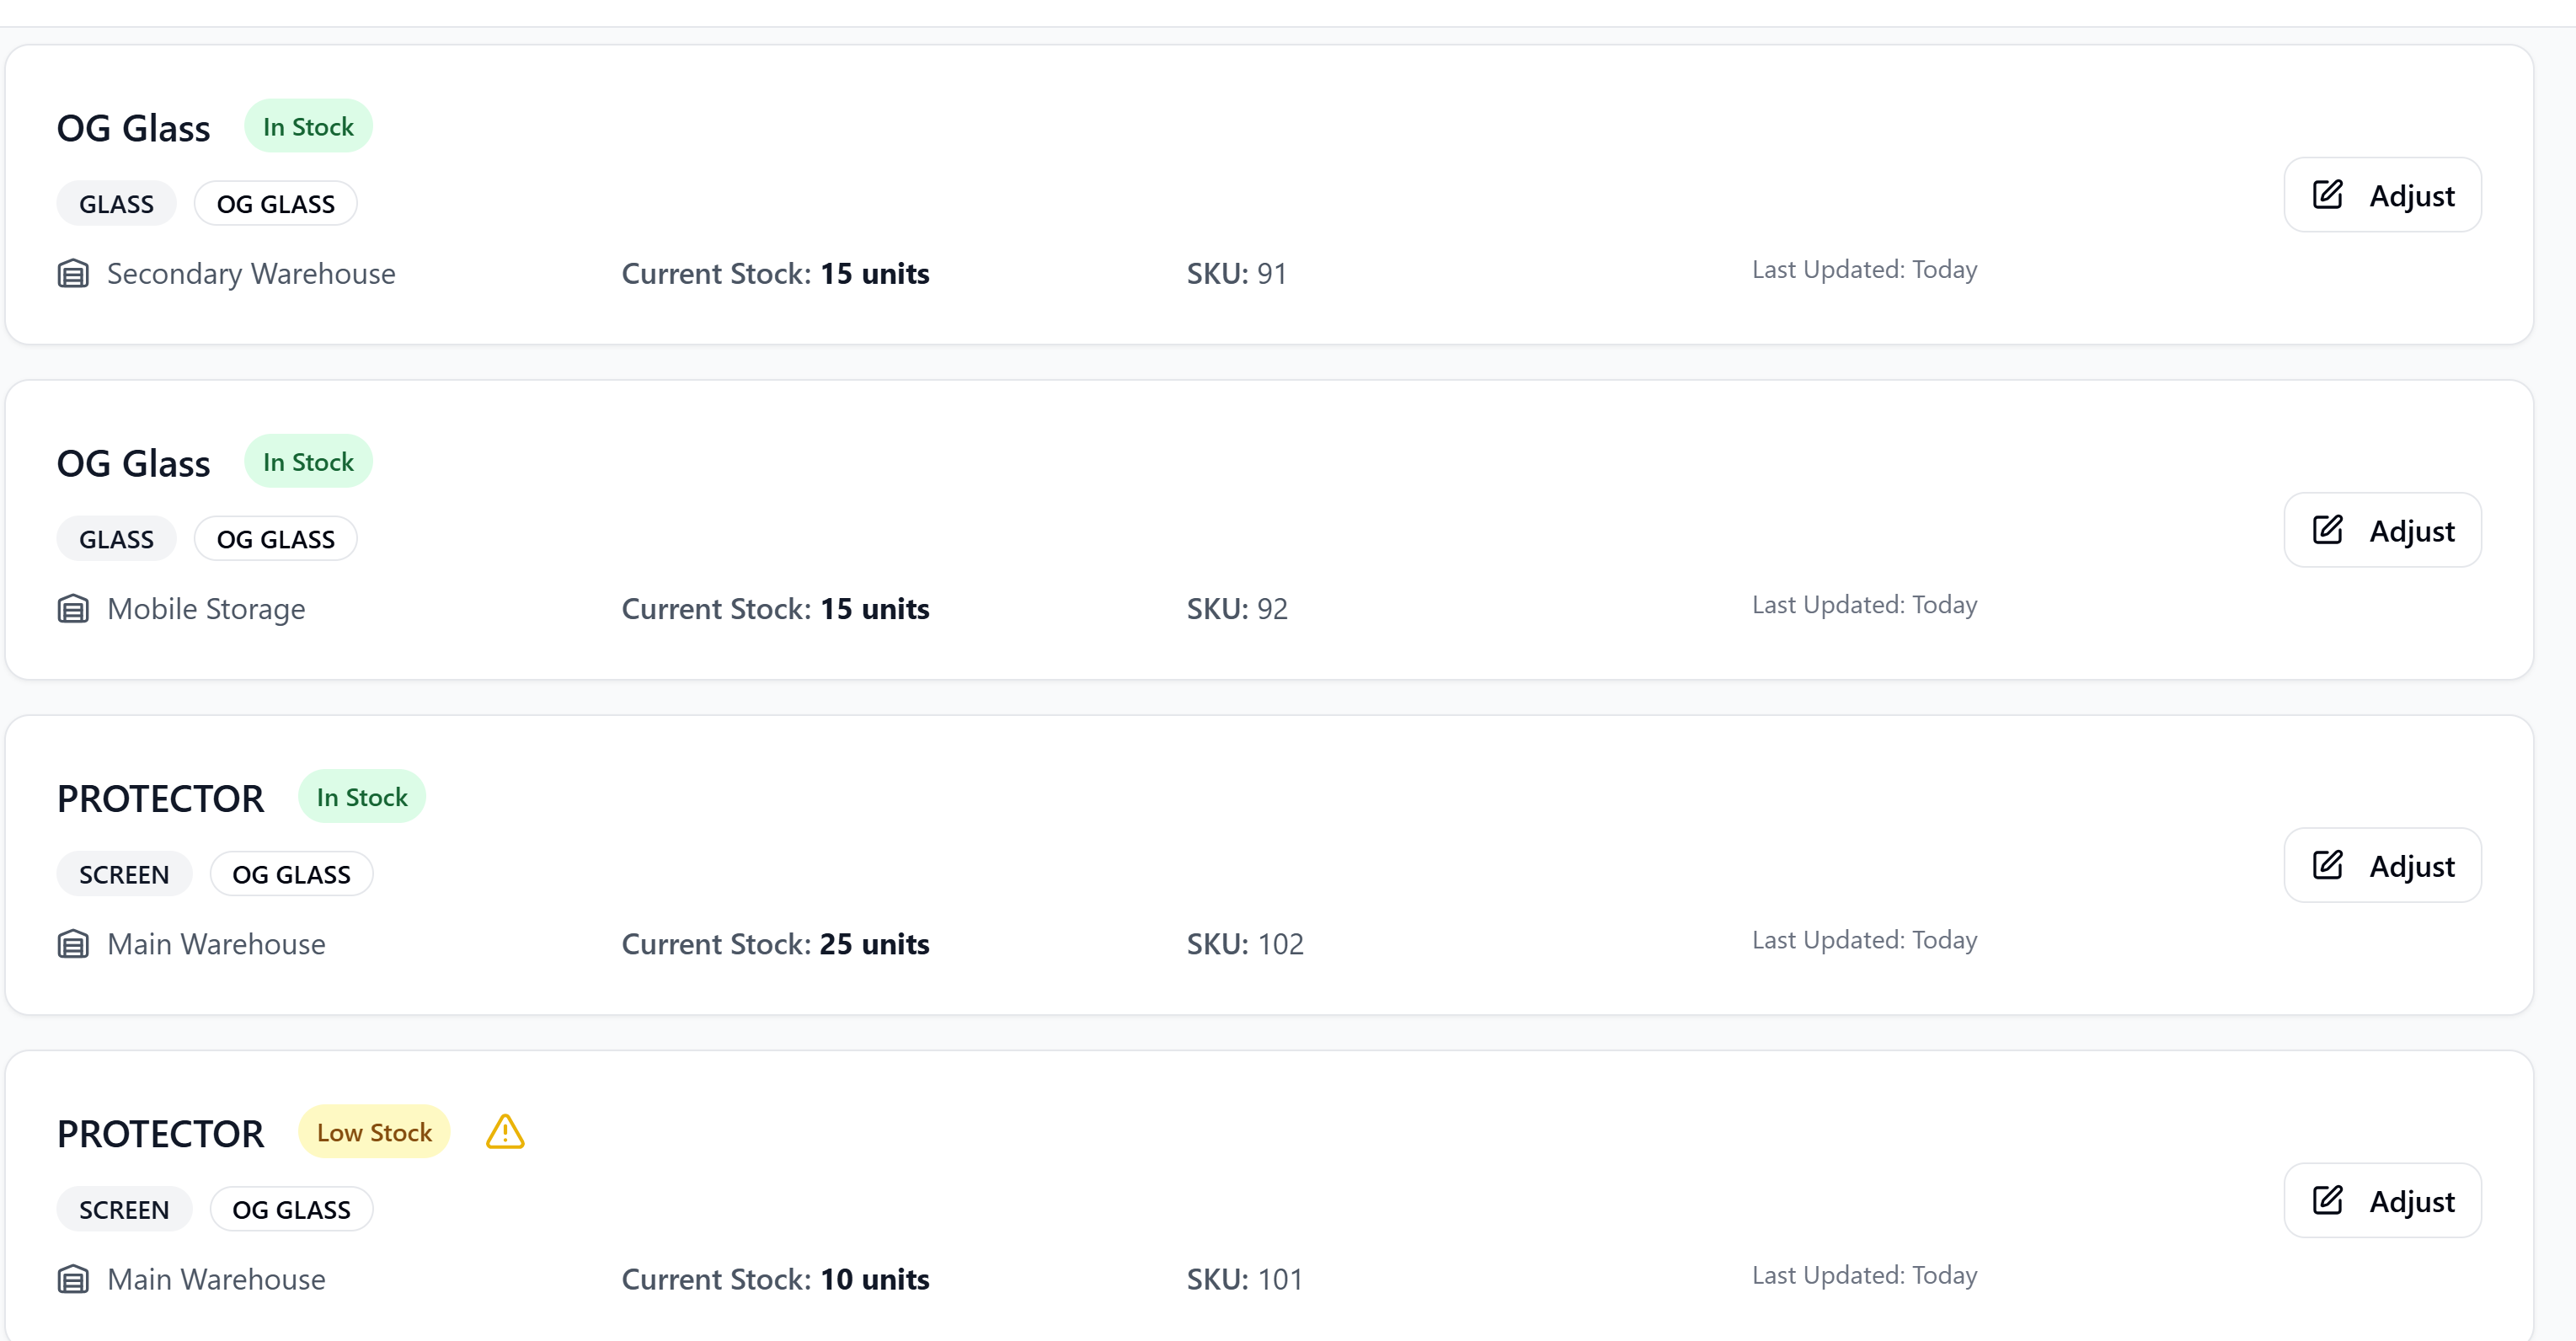 OG Glass In Stock
GLASS OG GLASS
Adjust
Secondary Warehouse Current Stock: 15 units SKU: 91 Last Updated: Today
OG Glass In Stock
GLASS OG GLASS
Adjust
Mobile Storage Current Stock: 15 units SKU: 92 Last Updated: Today
PROTECTOR In Stock
SCREEN OG GLASS
Adjust
Main Warehouse Current Stock: 25 units SKU: 102 Last Updated: Today
PROTECTOR Low Stock
SCREEN OG GLASS
Adjust
Main Warehouse Current Stock: 10 units SKU: 101 Last Updated: Today